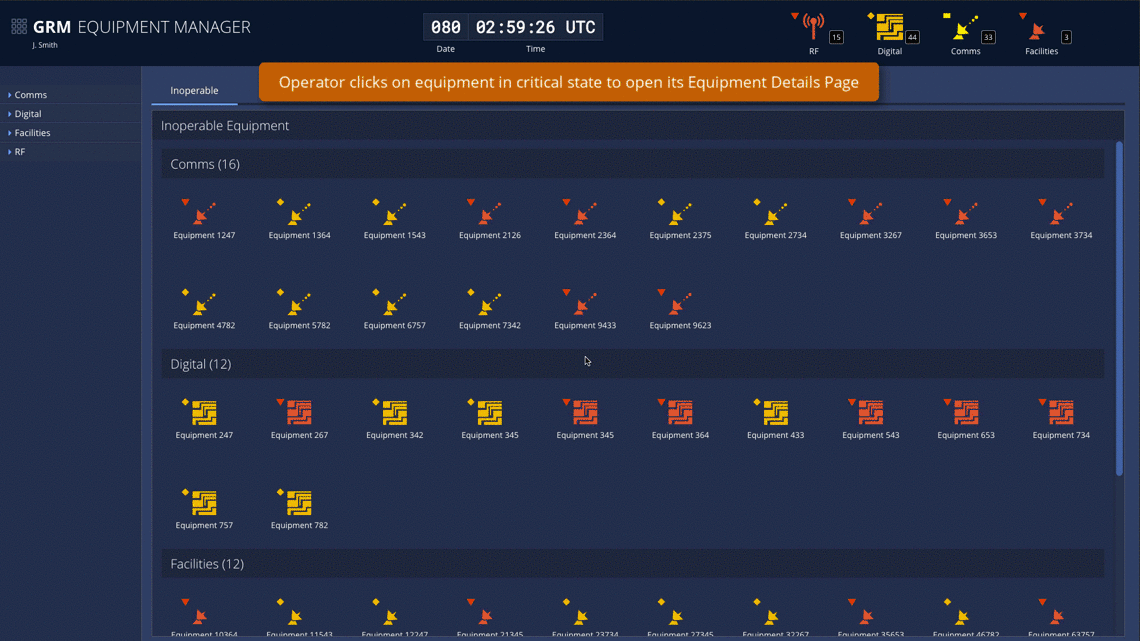 GRM EQUIPMENT MANAGER
J. Smith
080 02:59:26 UTC
Date Time
15 44 33 3
RF Digital Comms Facilities
Operator clicks on equipment in critical state to open its Equipment Details Page
Comms
Digital
Facilities
RF
Inoperable
Inoperable Equipment
Comms (16)
Equipment 1247 Equipment 1364 Equipment 1543 Equipment 2126 Equipment 2364 Equipment 2375 Equipment 2734 Equipment 3267 Equipment 3653 Equipment 3734
Equipment 4782 Equipment 5782 Equipment 6757 Equipment 7342 Equipment 9433 Equipment 9623
Digital (12)
Equipment 247 Equipment 267 Equipment 342 Equipment 345 Equipment 345 Equipment 364 Equipment 433 Equipment 543 Equipment 653 Equipment 734
Equipment 757 Equipment 782
Facilities (12)
Equipment 10364 Equipment 11543 Equipment 12247 Equipment 21345 Equipment 23734 Equipment 27345 Equipment 32267 Equipment 35653 Equipment 46782 Equipment 63757